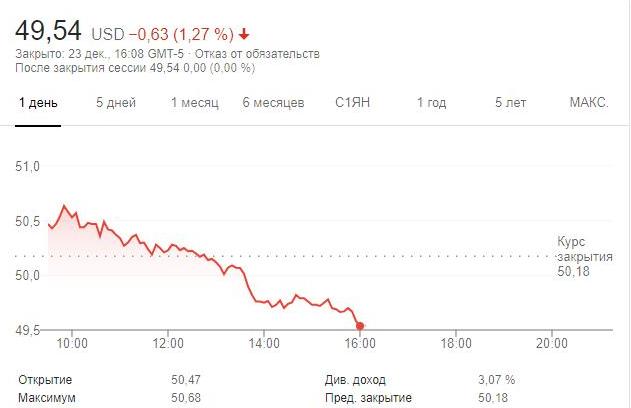 49,54 USD −0,63 (1,27 %)
Закрыто: 23 дек., 16:08 GMT-5 · Отказ от обязательств
После закрытия сессии 49,54 0,00 (0,00 %)
1 день 5 дней 1 месяц 6 месяцев С1ЯН 1 год 5 лет МАКС.
51,0
50,5
Курс
закрытия
50,18
50,0
49,5
10:00 12:00 14:00 16:00 18:00 20:00
Открытие 50,47 Див. доход 3,07 %
Максимум 50,68 Пред. закрытие 50,18